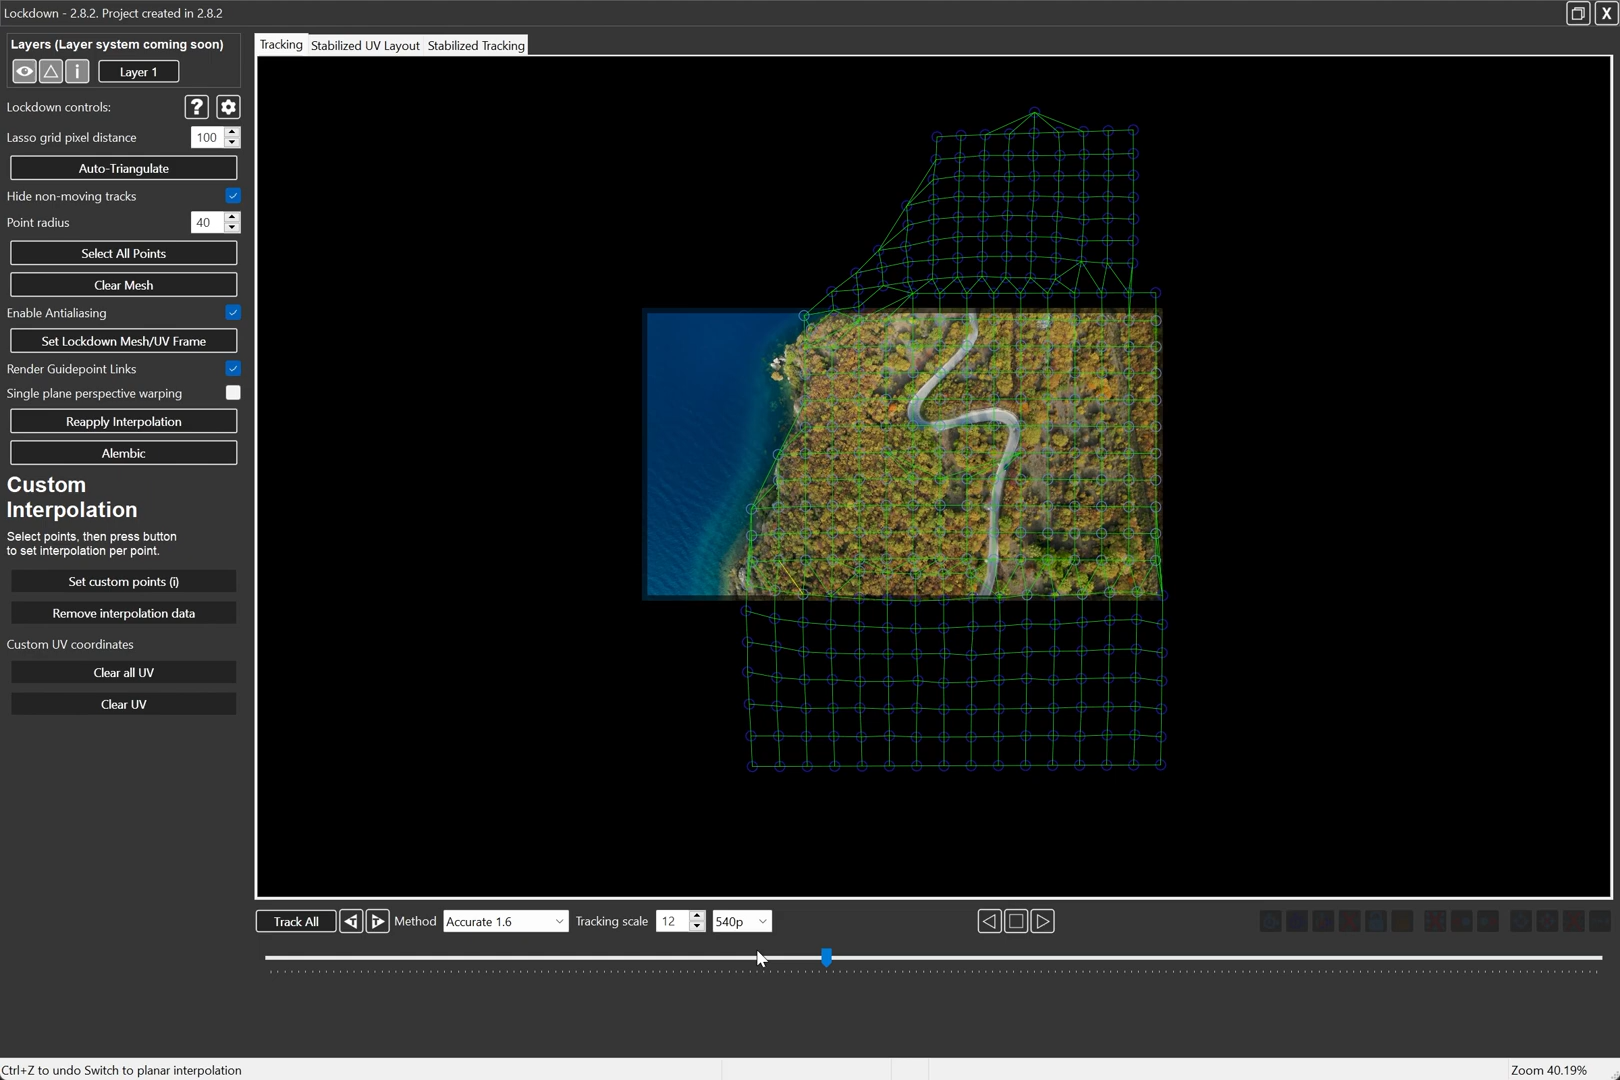 Lockdown - 2.8.2. Project created in 2.8.2
X
Layers (Layer system coming soon)
i
Layer 1
Lockdown controls:
?
Lasso grid pixel distance
100
Auto-Triangulate
Hide non-moving tracks
Point radius
40
Select All Points
Clear Mesh
Enable Antialiasing
Set Lockdown Mesh/UV Frame
Render Guidepoint Links
Single plane perspective warping
Reapply Interpolation
Alembic
Custom
Interpolation
Select points, then press button
to set interpolation per point.
Set custom points (i)
Remove interpolation data
Custom UV coordinates
Clear all UV
Clear UV
Tracking
Stabilized UV Layout
Stabilized Tracking
Track All
Method
Accurate 1.6
Tracking scale
12
540p
Ctrl+Z to undo Switch to planar interpolation
Zoom 40.19%